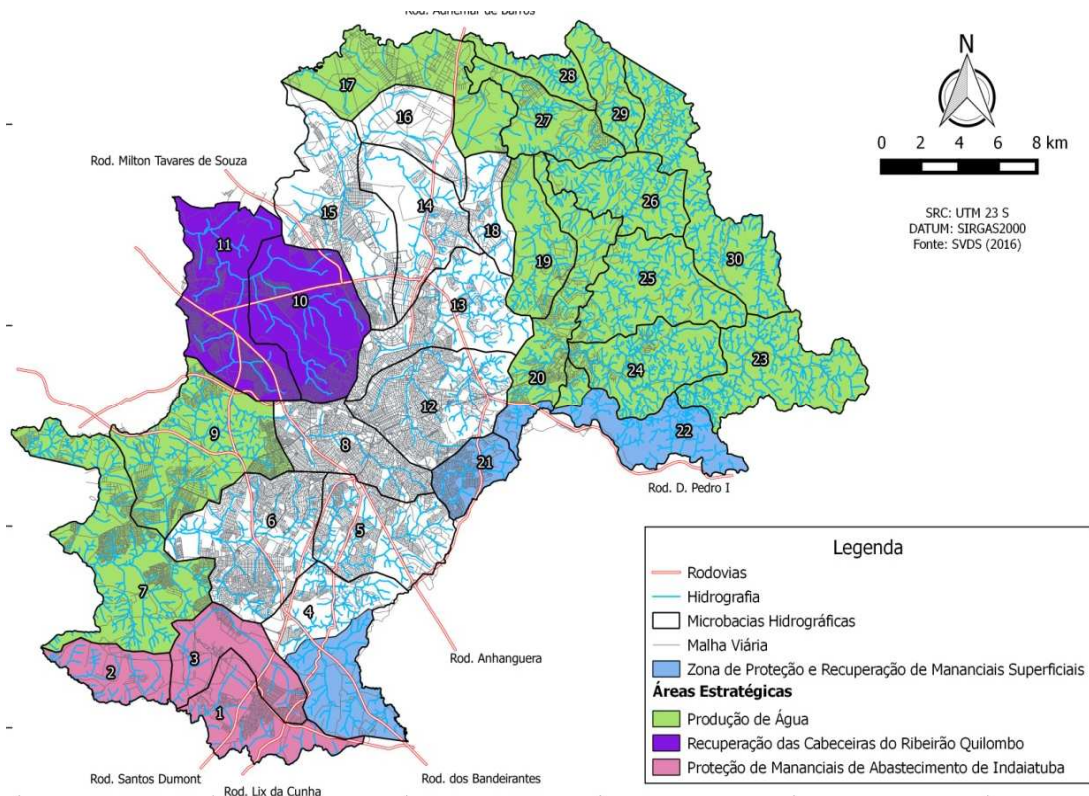 Rod. Adhemar de Barros
N
0 2 4 6 8 km
SRC: UTM 23 S
DATUM: SIRGAS2000
Fonte: SVDS (2016)
Rod. Milton Tavares de Souza
17
16
28
29
27
15
14
18
26
11
10
19
30
13
25
20
24
23
12
9
8
21
22
Rod. D. Pedro I
6
5
7
4
Rod. Anhanguera
2
3
1
Rod. Santos Dumont
Rod. Lix da Cunha
Rod. dos Bandeirantes
Legenda
Rodovias
Hidrografia
Microbacias Hidrográficas
Malha Viária
Zona de Proteção e Recuperação de Mananciais Superficiais
Áreas Estratégicas
Produção de Água
Recuperação das Cabeceiras do Ribeirão Quilombo
Proteção de Mananciais de Abastecimento de Indaiatuba